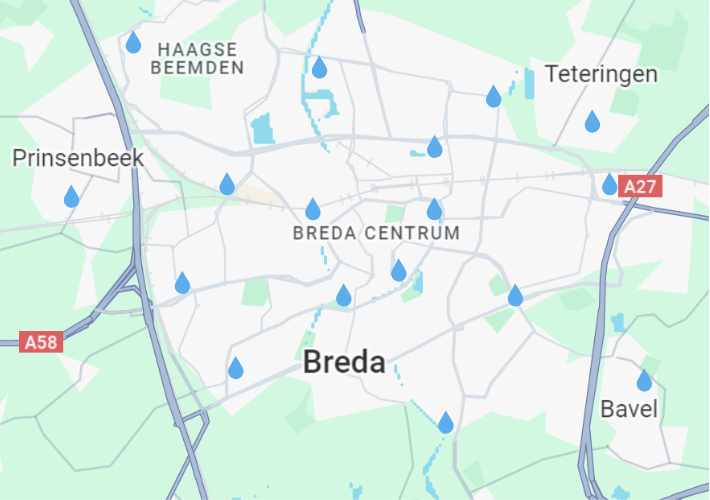 HAAGSE
BEEMDEN
Teteringen
Prinsenbeek
A27
BREDA CENTRUM
A58
Breda
Bavel